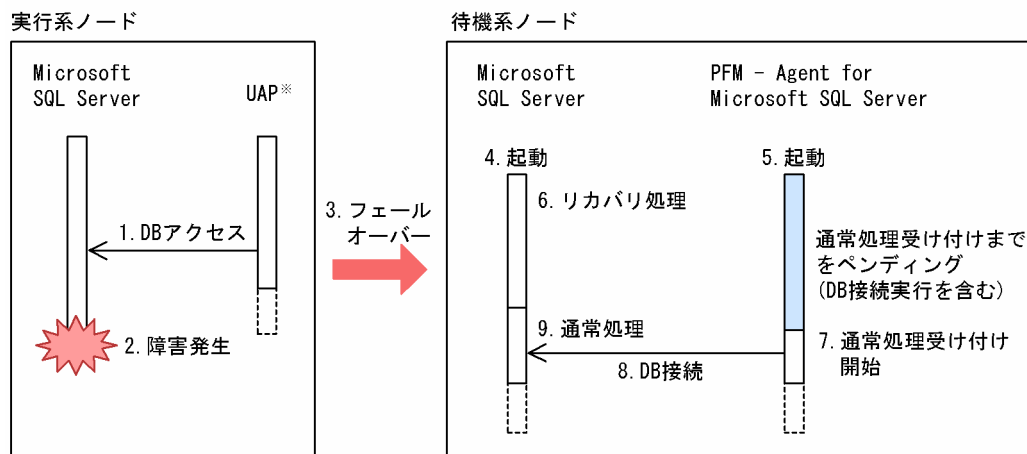 実行系ノード
Microsoft
SQL Server
UAP※
1.DBアクセス
2.障害発生
3.フェール
オーバー
待機系ノード
Microsoft
SQL Server
PFM - Agent for
Microsoft SQL Server
4.起動
5.起動
6.リカバリ処理
通常処理受け付けまで
をペンディング
(DB接続実行を含む)
9.通常処理
7.通常処理受け付け
開始
8.DB接続